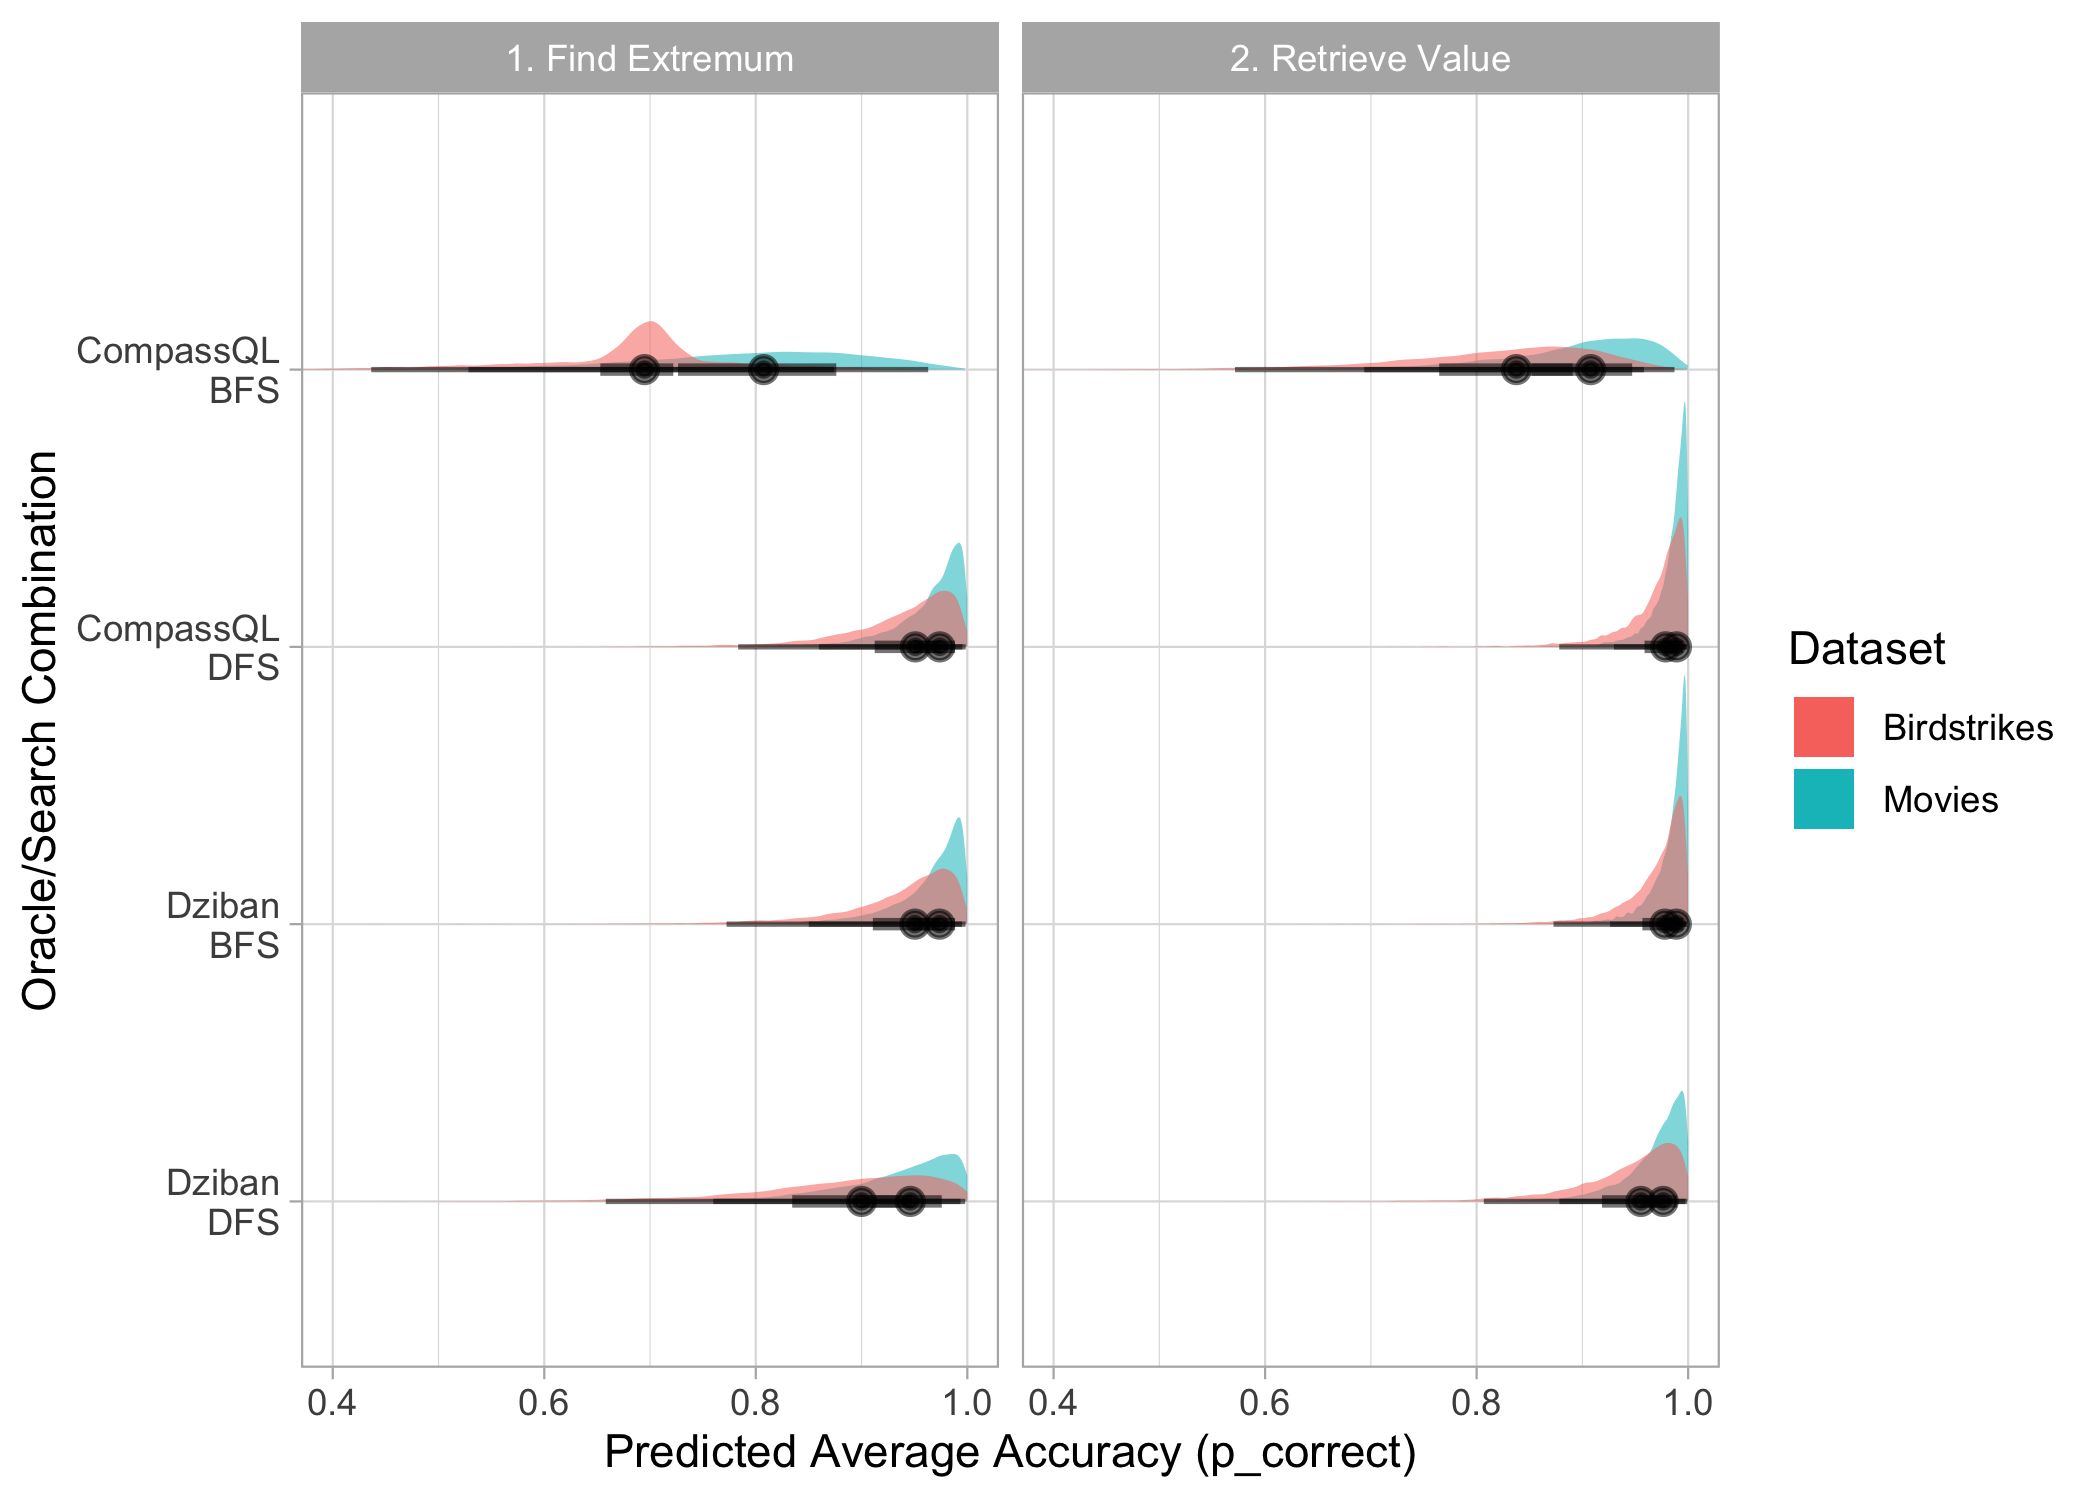 1. Find Extremum
2. Retrieve Value
Oracle/Search Combination
CompassQL
BFS
CompassQL
DFS
Dziban
BFS
Dziban
DFS
0.4 0.6 0.8 1.0
0.4 0.6 0.8 1.0
Predicted Average Accuracy (p_correct)
Dataset
Birdstrikes
Movies